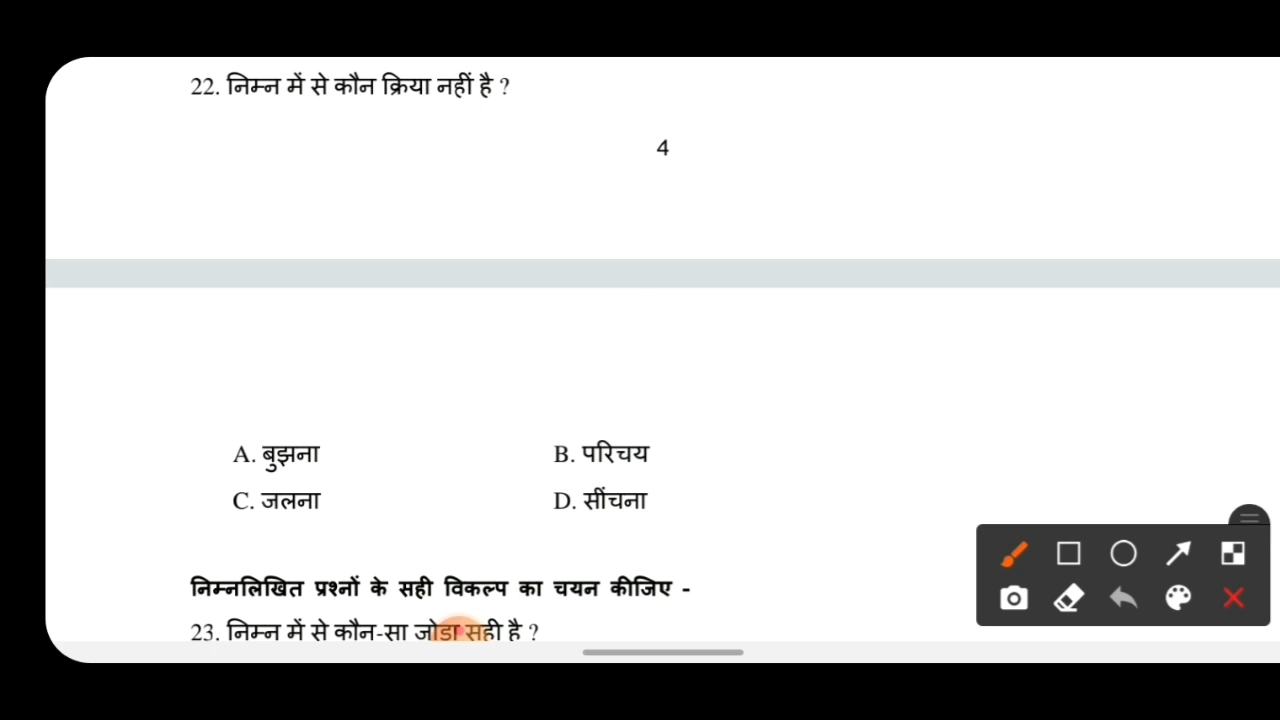 22. निम्न में से कौन क्रिया नहीं है ?
4
A. बुझना B. परिचय
C. जलना D. सींचना
निम्नलिखित प्रश्नों के सही विकल्प का चयन कीजिए -
23. निम्न में से कौन-सा जोडा सही है ?